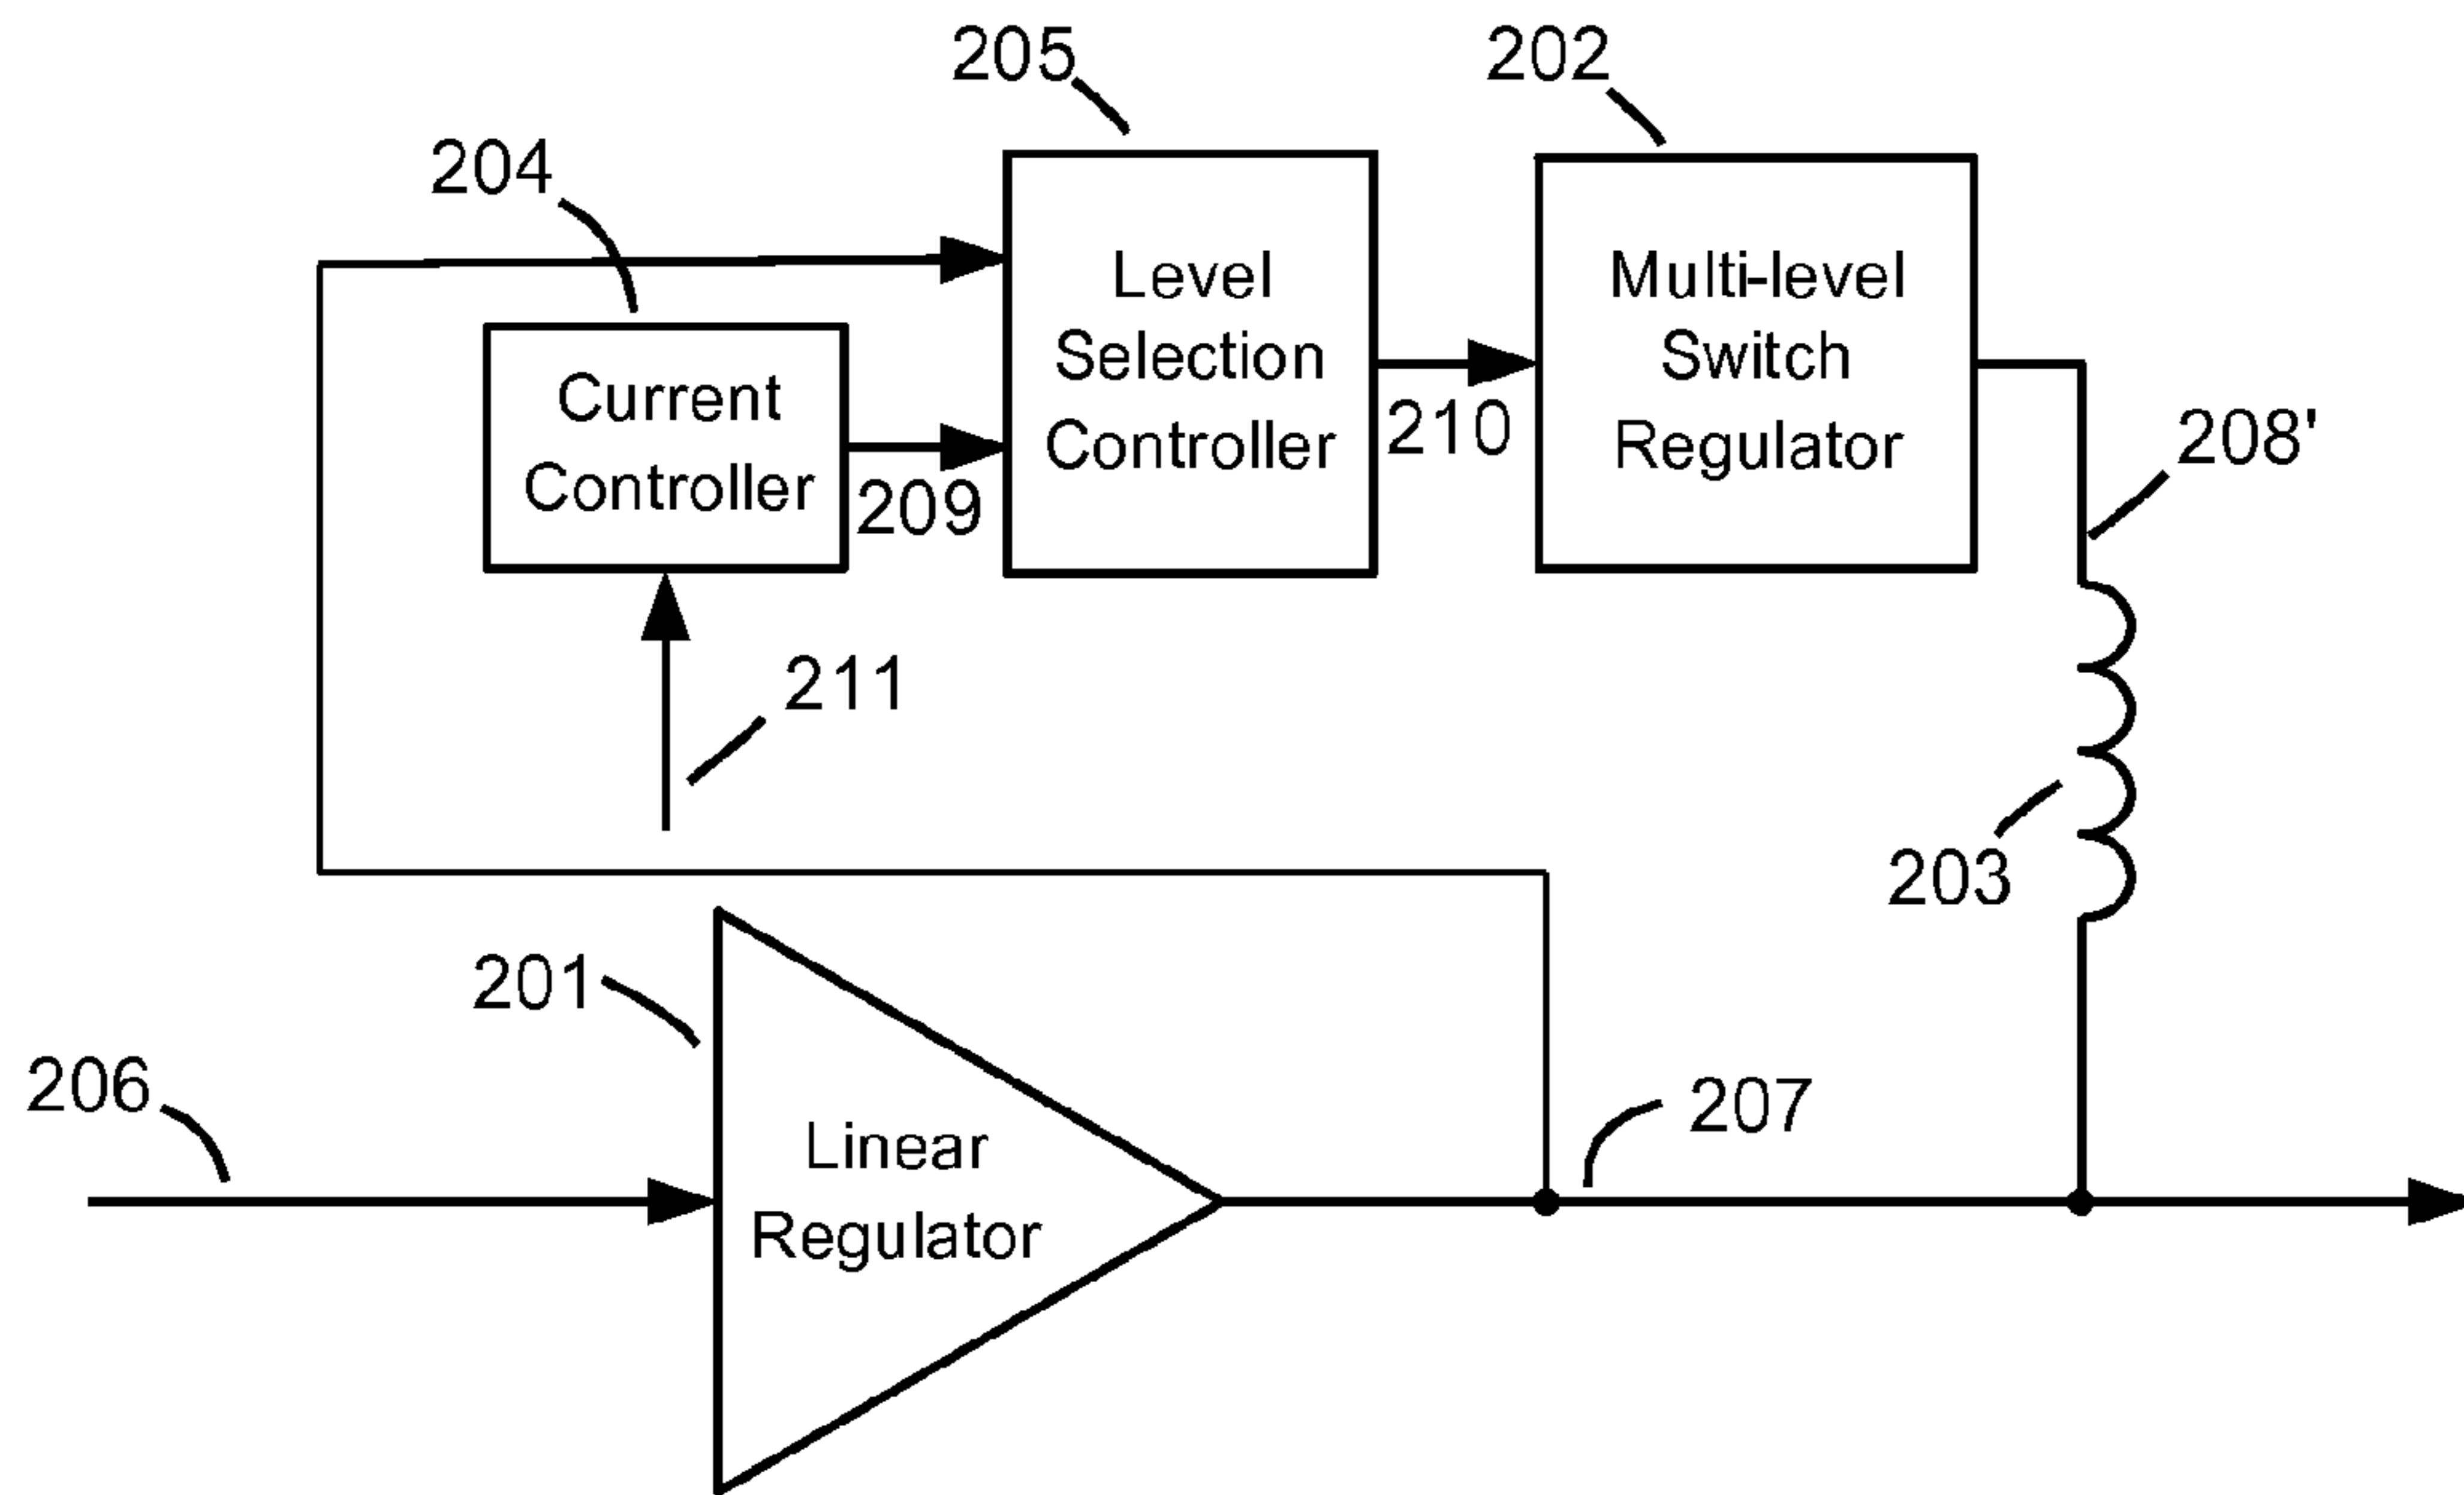 205
202
204
Level
Selection
Controller
Multi-level
Switch
Regulator
Current
Controller
209
210
208'
211
203
201
206
207
Linear
Regulator